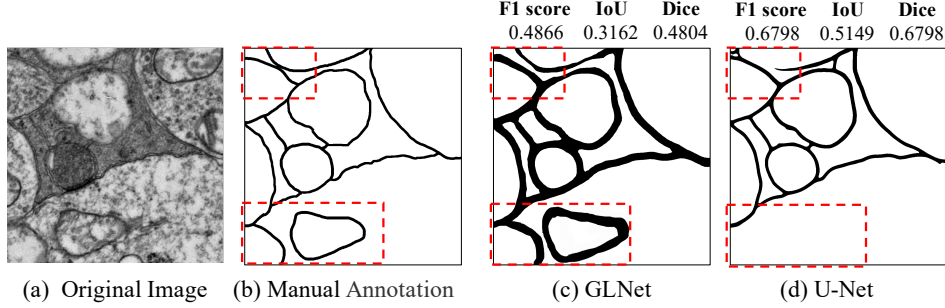 F1 score IoU Dice F1 score IoU Dice
0.4866 0.3162 0.4804 0.6798 0.5149 0.6798
(a) Original Image (b) Manual Annotation (c) GLNet (d) U-Net